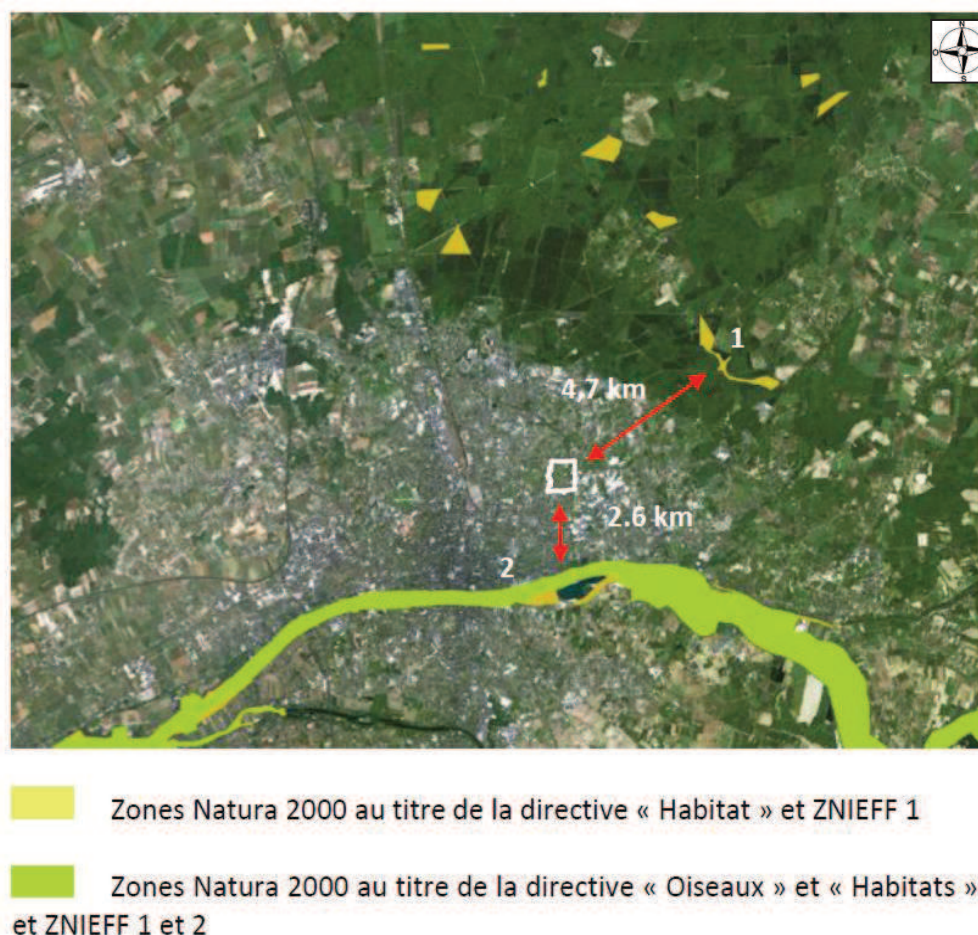 N
O
S
1
4,7 km
2.6 km
2
Zones Natura 2000 au titre de la directive « Habitat » et ZNIEFF 1
Zones Natura 2000 au titre de la directive « Oiseaux » et « Habitats »
et ZNIEFF 1 et 2